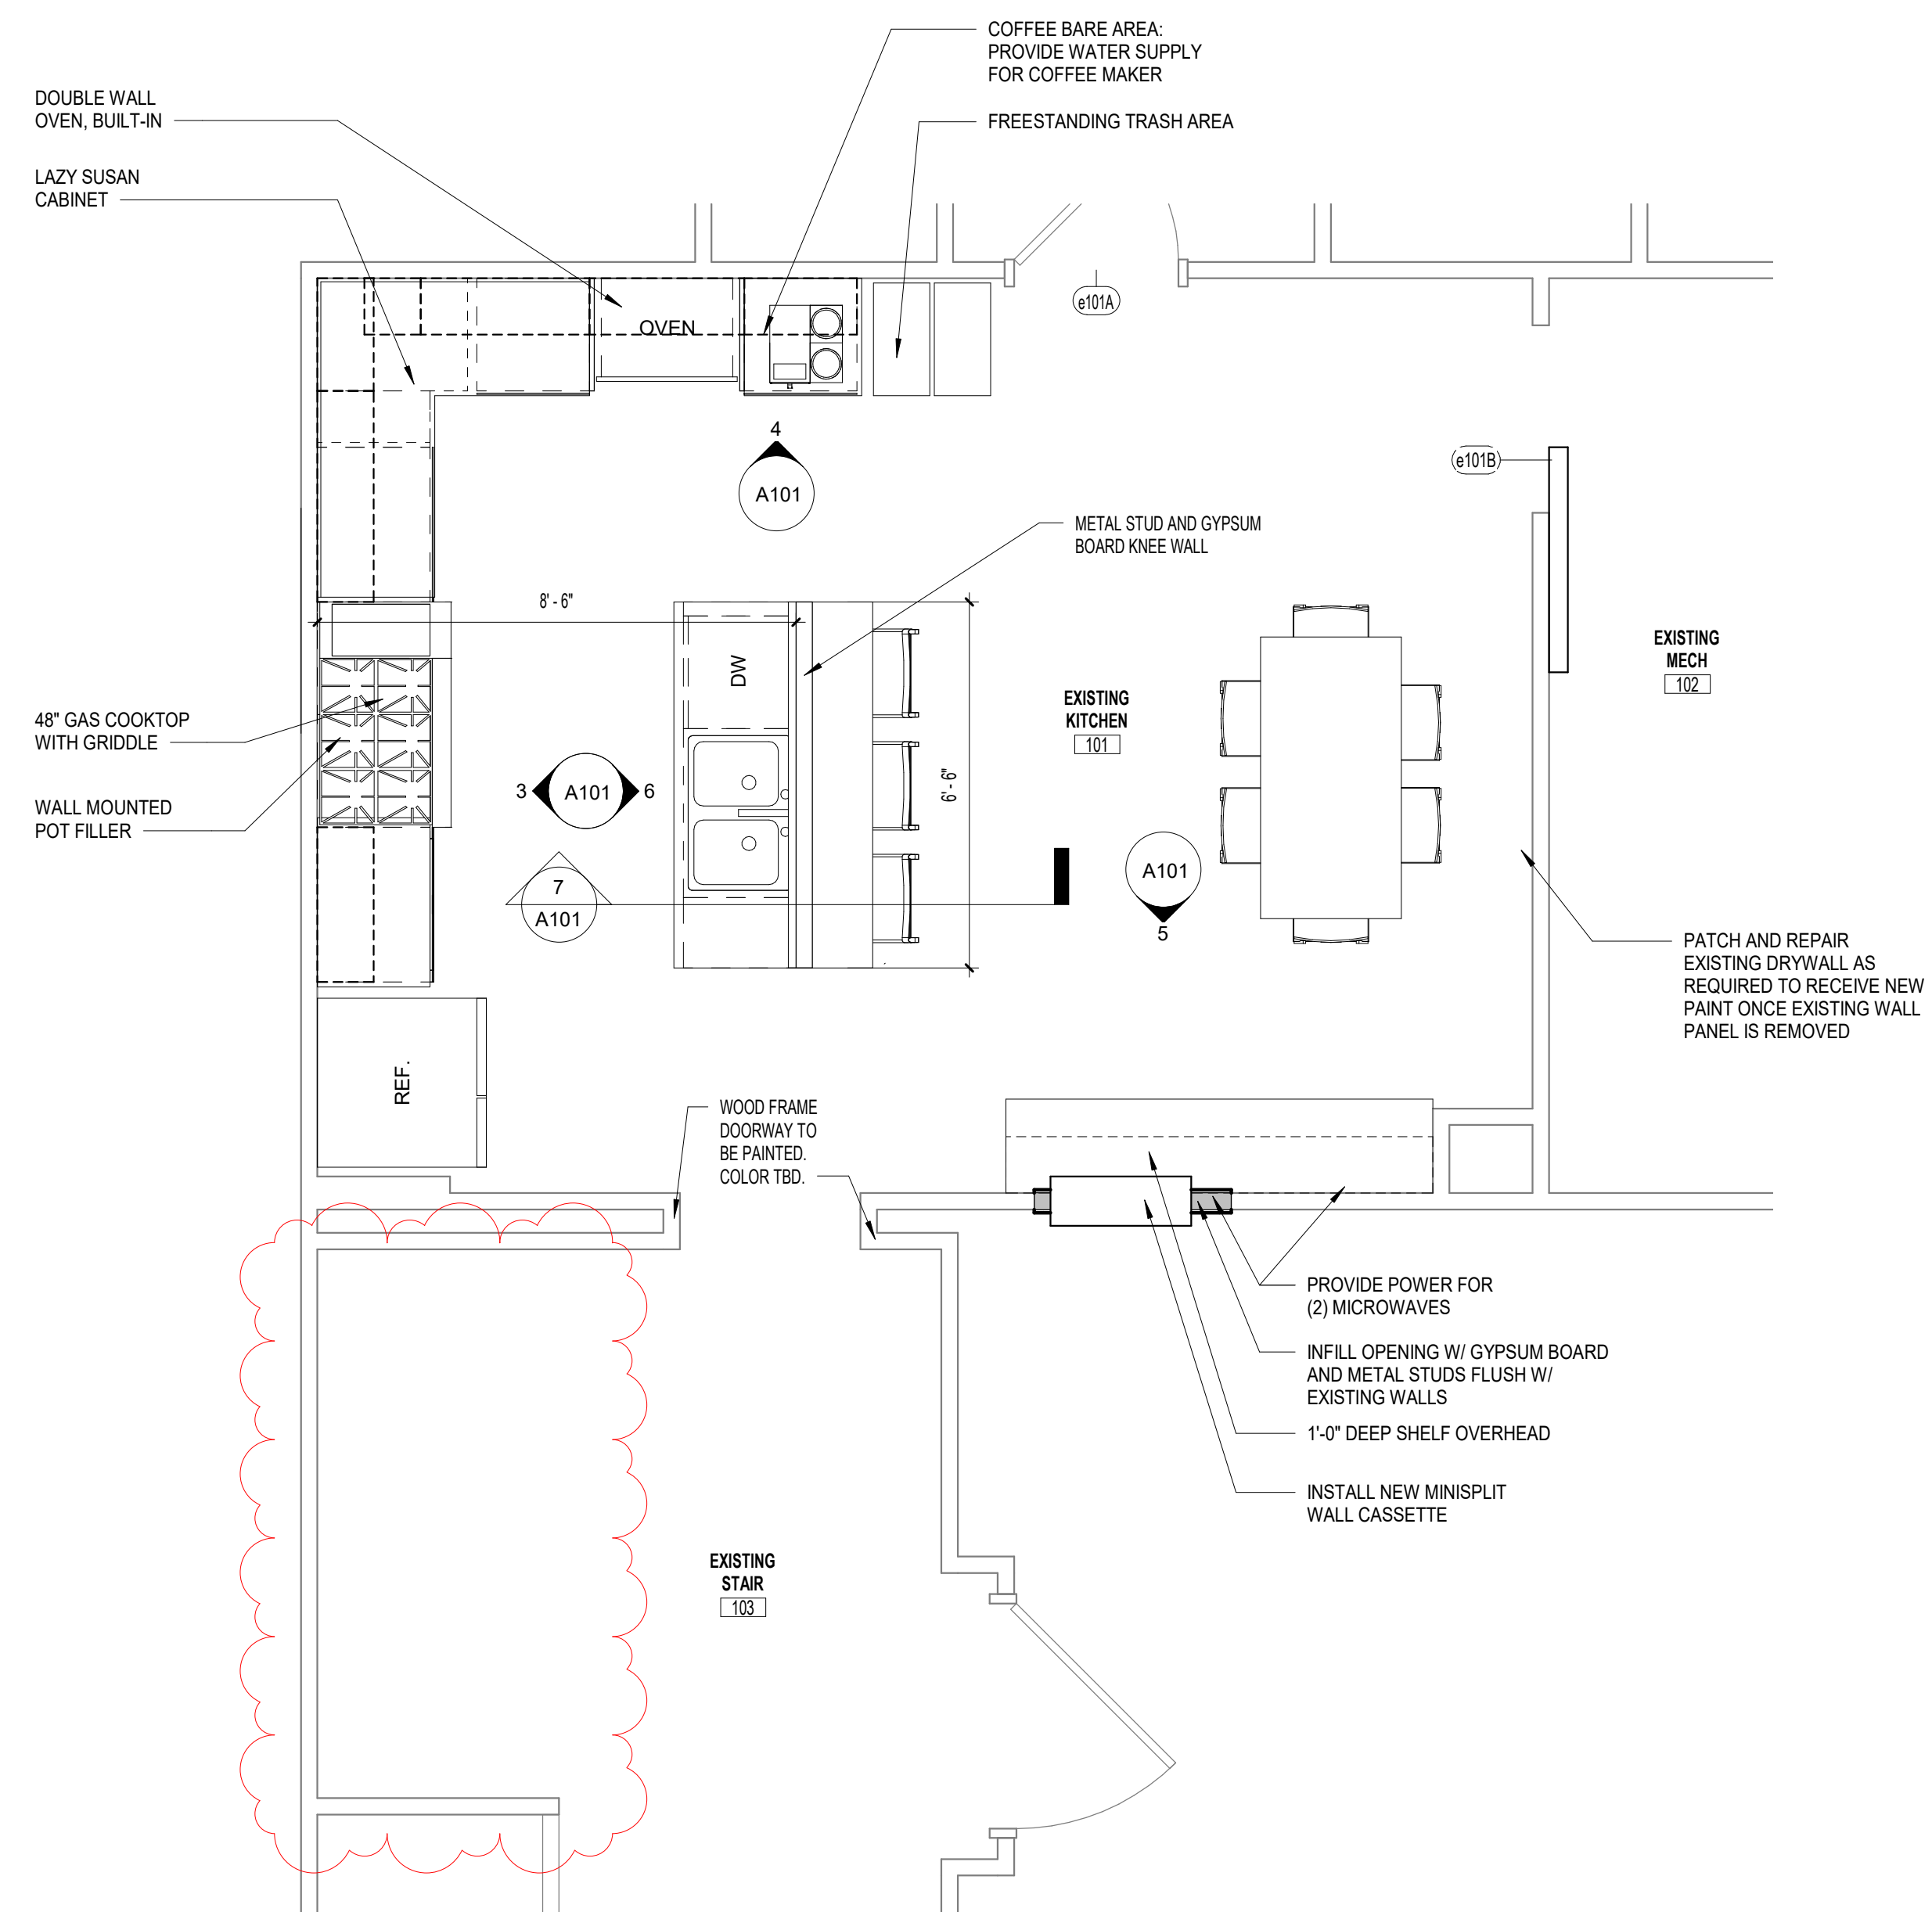 COFFEE BARE AREA:
PROVIDE WATER SUPPLY
FOR COFFEE MAKER
DOUBLE WALL
OVEN, BUILT-IN
FREESTANDING TRASH AREA
LAZY SUSAN
CABINET
e101A
OVEN
4
A101
e101B
METAL STUD AND GYPSUM
BOARD KNEE WALL
8' - 6"
DW
EXISTING
MECH
102
EXISTING
KITCHEN
101
48" GAS COOKTOP
WITH GRIDDLE
6' - 6"
3
A101
6
WALL MOUNTED
POT FILLER
A101
5
7
A101
PATCH AND REPAIR
EXISTING DRYWALL AS
REQUIRED TO RECEIVE NEW
PAINT ONCE EXISTING WALL
PANEL IS REMOVED
REF.
WOOD FRAME
DOORWAY TO
BE PAINTED.
COLOR TBD.
PROVIDE POWER FOR
(2) MICROWAVES
INFILL OPENING W/ GYPSUM BOARD
AND METAL STUDS FLUSH W/
EXISTING WALLS
1'-0" DEEP SHELF OVERHEAD
INSTALL NEW MINISPLIT
WALL CASSETTE
EXISTING
STAIR
103